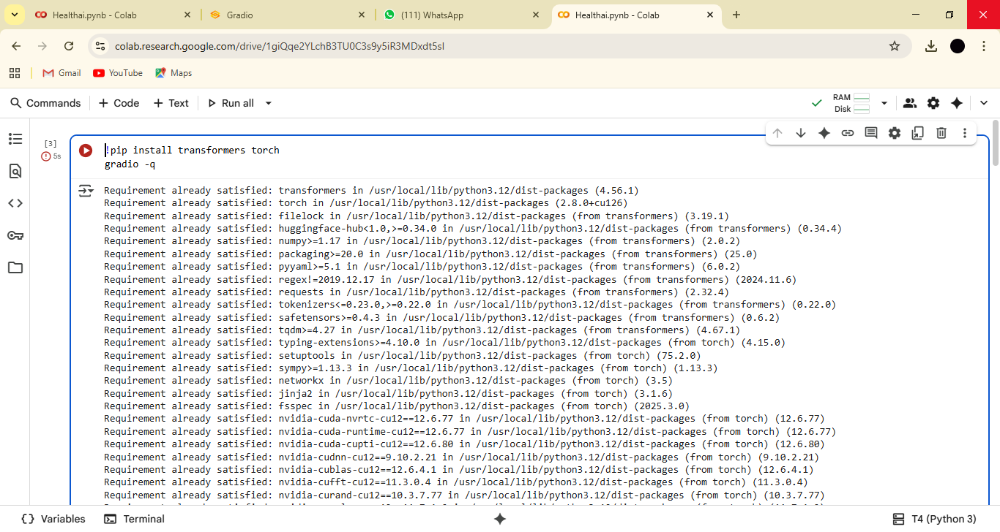 Healthai.pynb - Colab
Gradio
(111) WhatsApp
Healthai.pynb - Colab
colab.research.google.com/drive/1giQqe2YLchB3TU0C3s9y5iR3MDxdt5sI
Gmail YouTube Maps
Commands + Code + Text Run all
RAM
Disk
[3]
5s
!pip install transformers torch
gradio -q
Requirement already satisfied: transformers in /usr/local/lib/python3.12/dist-packages (4.56.1)
Requirement already satisfied: torch in /usr/local/lib/python3.12/dist-packages (2.8.0+cu126)
Requirement already satisfied: filelock in /usr/local/lib/python3.12/dist-packages (from transformers) (3.19.1)
Requirement already satisfied: huggingface-hub<1.0,>=0.34.0 in /usr/local/lib/python3.12/dist-packages (from transformers) (0.34.4)
Requirement already satisfied: numpy>=1.17 in /usr/local/lib/python3.12/dist-packages (from transformers) (2.0.2)
Requirement already satisfied: packaging>=20.0 in /usr/local/lib/python3.12/dist-packages (from transformers) (25.0)
Requirement already satisfied: pyyaml>=5.1 in /usr/local/lib/python3.12/dist-packages (from transformers) (6.0.2)
Requirement already satisfied: regex!=2019.12.17 in /usr/local/lib/python3.12/dist-packages (from transformers) (2024.11.6)
Requirement already satisfied: requests in /usr/local/lib/python3.12/dist-packages (from transformers) (2.32.4)
Requirement already satisfied: tokenizers<=0.23.0,>=0.22.0 in /usr/local/lib/python3.12/dist-packages (from transformers) (0.22.0)
Requirement already satisfied: safetensors>=0.4.3 in /usr/local/lib/python3.12/dist-packages (from transformers) (0.6.2)
Requirement already satisfied: tqdm>=4.27 in /usr/local/lib/python3.12/dist-packages (from transformers) (4.67.1)
Requirement already satisfied: typing-extensions>=4.10.0 in /usr/local/lib/python3.12/dist-packages (from torch) (4.15.0)
Requirement already satisfied: setuptools in /usr/local/lib/python3.12/dist-packages (from torch) (75.2.0)
Requirement already satisfied: sympy>=1.13.3 in /usr/local/lib/python3.12/dist-packages (from torch) (1.13.3)
Requirement already satisfied: networkx in /usr/local/lib/python3.12/dist-packages (from torch) (3.5)
Requirement already satisfied: jinja2 in /usr/local/lib/python3.12/dist-packages (from torch) (3.1.6)
Requirement already satisfied: fsspec in /usr/local/lib/python3.12/dist-packages (from torch) (2025.3.0)
Requirement already satisfied: nvidia-cuda-nvrtc-cu12==12.6.77 in /usr/local/lib/python3.12/dist-packages (from torch) (12.6.77)
Requirement already satisfied: nvidia-cuda-runtime-cu12==12.6.77 in /usr/local/lib/python3.12/dist-packages (from torch) (12.6.77)
Requirement already satisfied: nvidia-cuda-cupti-cu12==12.6.80 in /usr/local/lib/python3.12/dist-packages (from torch) (12.6.80)
Requirement already satisfied: nvidia-cudnn-cu12==9.10.2.21 in /usr/local/lib/python3.12/dist-packages (from torch) (9.10.2.21)
Requirement already satisfied: nvidia-cublas-cu12==12.6.4.1 in /usr/local/lib/python3.12/dist-packages (from torch) (12.6.4.1)
Requirement already satisfied: nvidia-cufft-cu12==11.3.0.4 in /usr/local/lib/python3.12/dist-packages (from torch) (11.3.0.4)
Requirement already satisfied: nvidia-curand-cu12==10.3.7.77 in /usr/local/lib/python3.12/dist-packages (from torch) (10.3.7.77)
Variables Terminal T4 (Python 3)